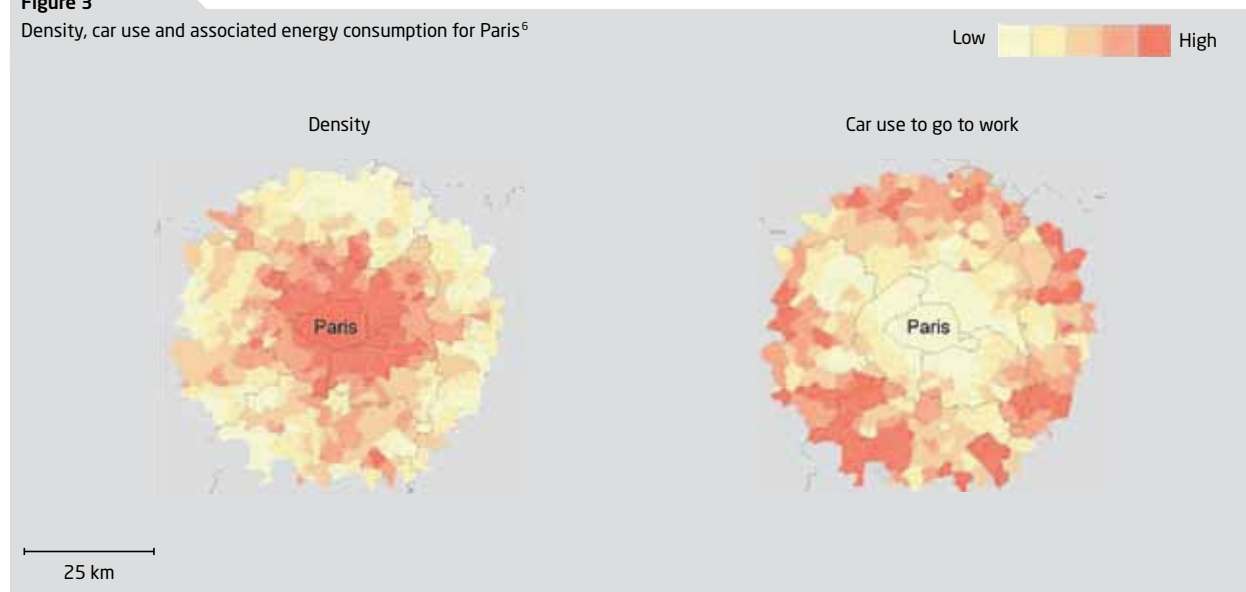 Figure 3
Density, car use and associated energy consumption for Paris⁶
Low
High
Density
Car use to go to work
Paris
Paris
25 km